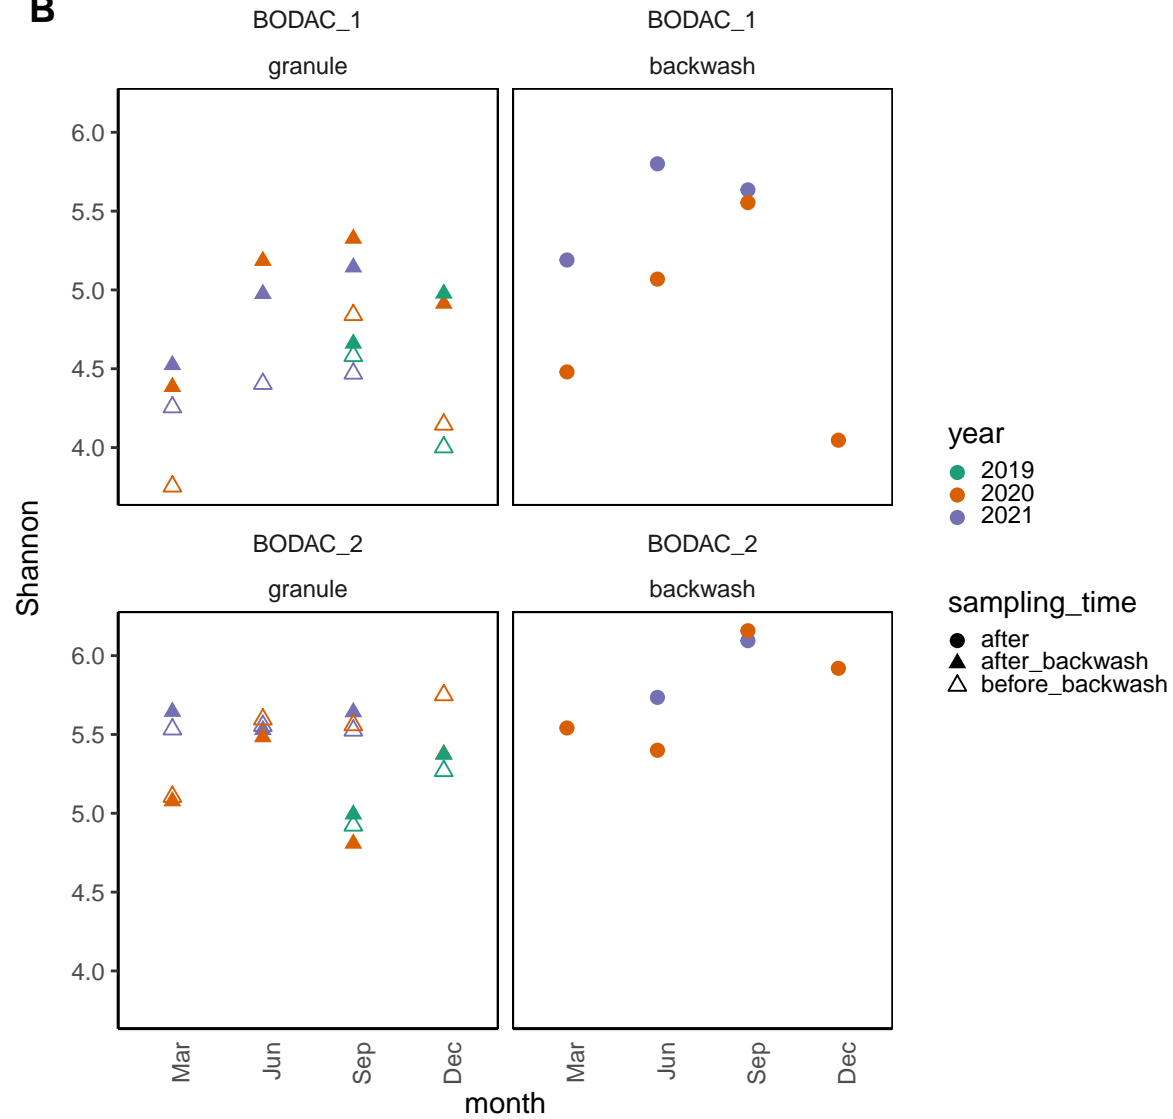 B
BODAC_1
BODAC_1
granule
backwash
6.0
5.5
5.0
4.5
4.0
BODAC_2
BODAC_2
granule
backwash
6.0
5.5
5.0
4.5
4.0
Shannon
Mar
Jun
Sep
Dec
Mar
Jun
Sep
Dec
month
year
2019
2020
2021
sampling_time
after
after_backwash
before_backwash